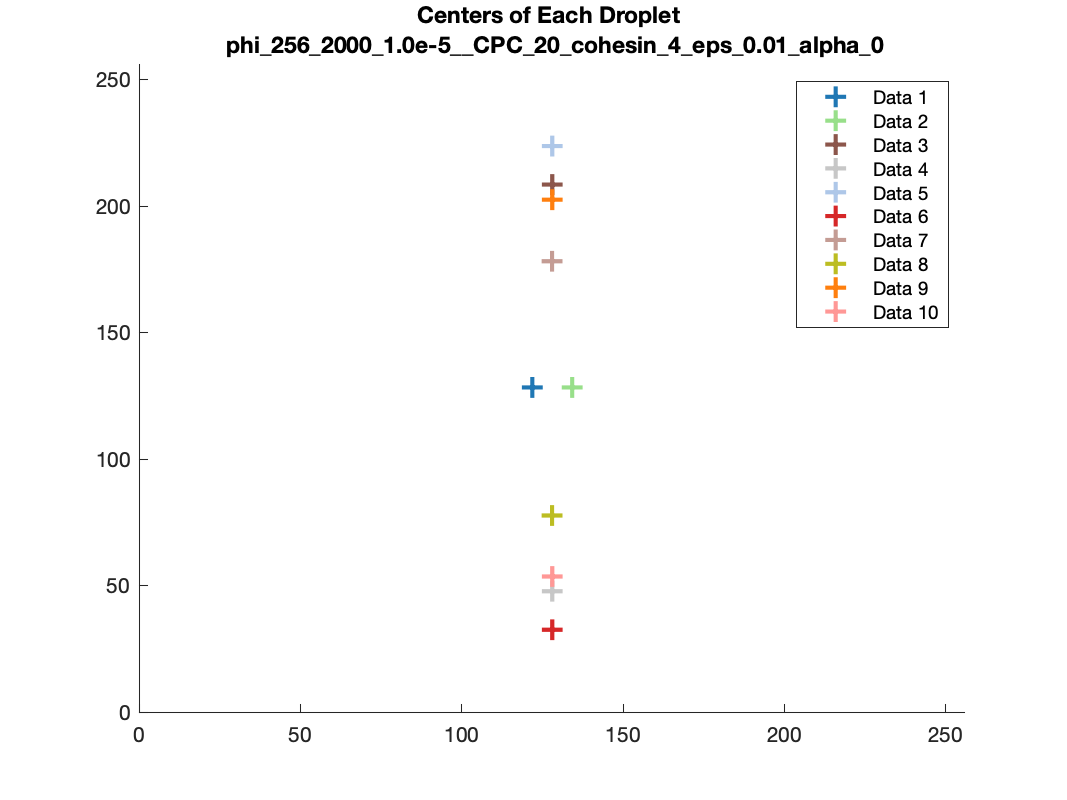 Centers of Each Droplet
phi_256_2000_1.0e-5__CPC_20_cohesin_4_eps_0.01_alpha_0
250
200
150
100
50
0
0
50
100
150
200
250
Data 1
Data 2
Data 3
Data 4
Data 5
Data 6
Data 7
Data 8
Data 9
Data 10